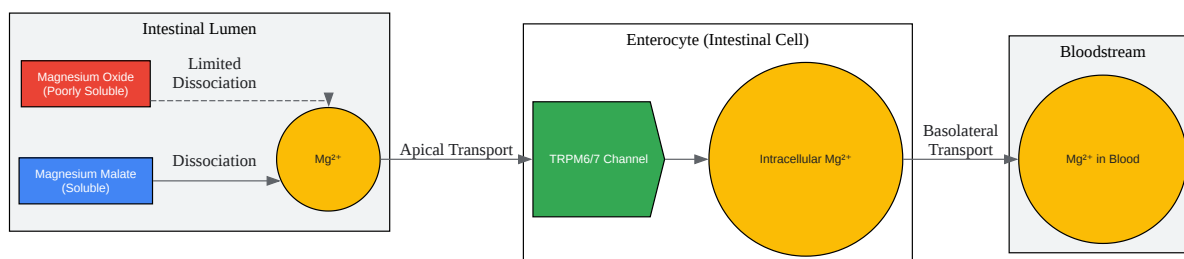 Intestinal Lumen
Magnesium Oxide
(Poorly Soluble)
Limited
Dissociation
Magnesium Malate
(Soluble)
Dissociation
Mg²⁺
Apical Transport
Enterocyte (Intestinal Cell)
TRPM6/7 Channel
Intracellular Mg²⁺
Basolateral
Transport
Bloodstream
Mg²⁺ in Blood